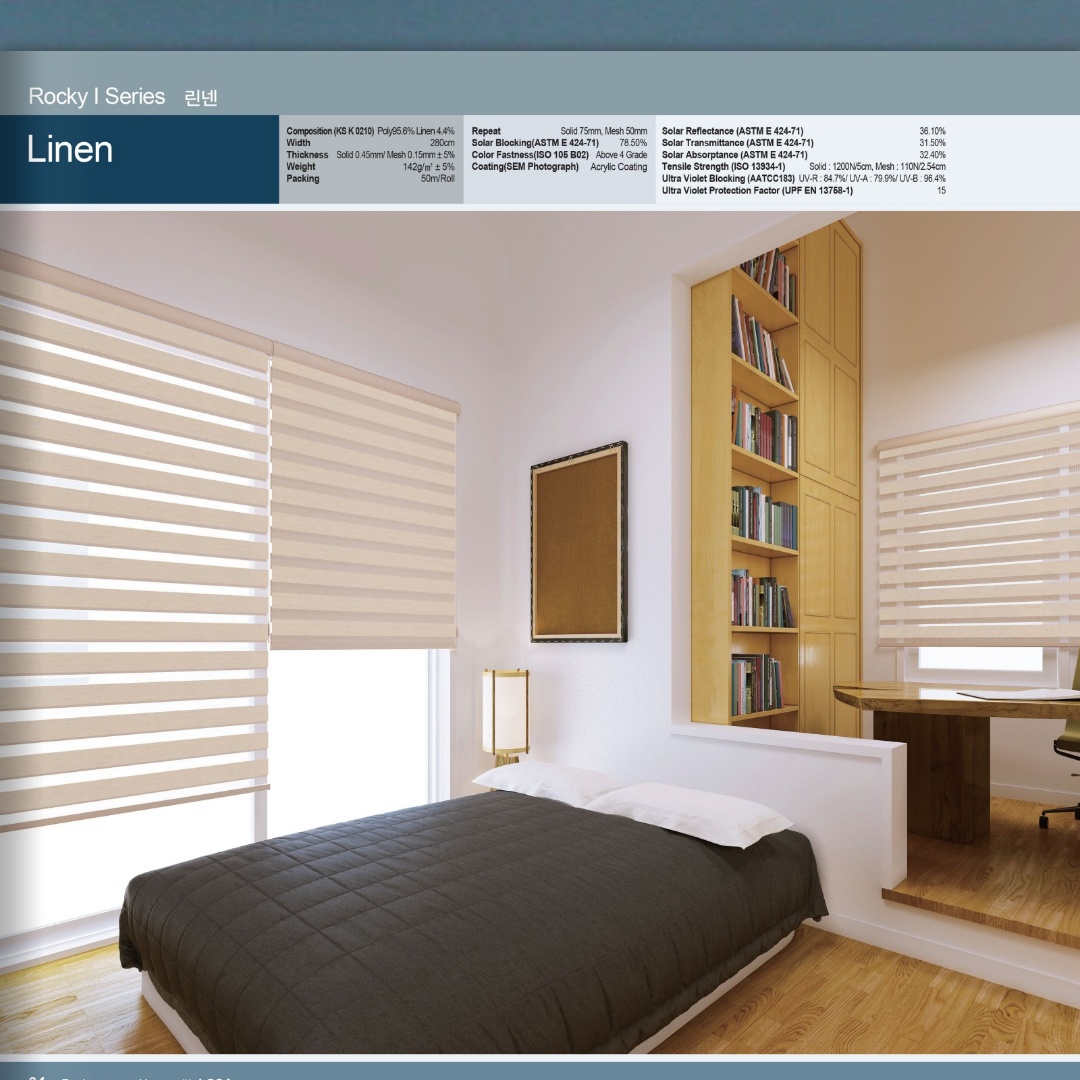 Rocky I Series 린넨
Linen
Composition (KS K 0210) Poly95.6% Linen 4.4%
Width 280cm
Thickness Solid 0.45mm/ Mesh 0.15mm ± 5%
Weight 142g/㎡ ± 5%
Packing 50m/Roll
Repeat Solid 75mm, Mesh 50mm
Solar Blocking(ASTM E 424-71) 78.50%
Color Fastness(ISO 105 B02) Above 4 Grade
Coating(SEM Photograph) Acrylic Coating
Solar Reflectance (ASTM E 424-71) 36.10%
Solar Transmittance (ASTM E 424-71) 31.50%
Solar Absorptance (ASTM E 424-71) 32.40%
Tensile Strength (ISO 13934-1) Solid : 1200N/5cm, Mesh : 110N/2.54cm
Ultra Violet Blocking (AATCC183) UV-R : 84.7%/ UV-A : 79.9%/ UV-B : 96.4%
Ultra Violet Protection Factor (UPF EN 13758-1) 15